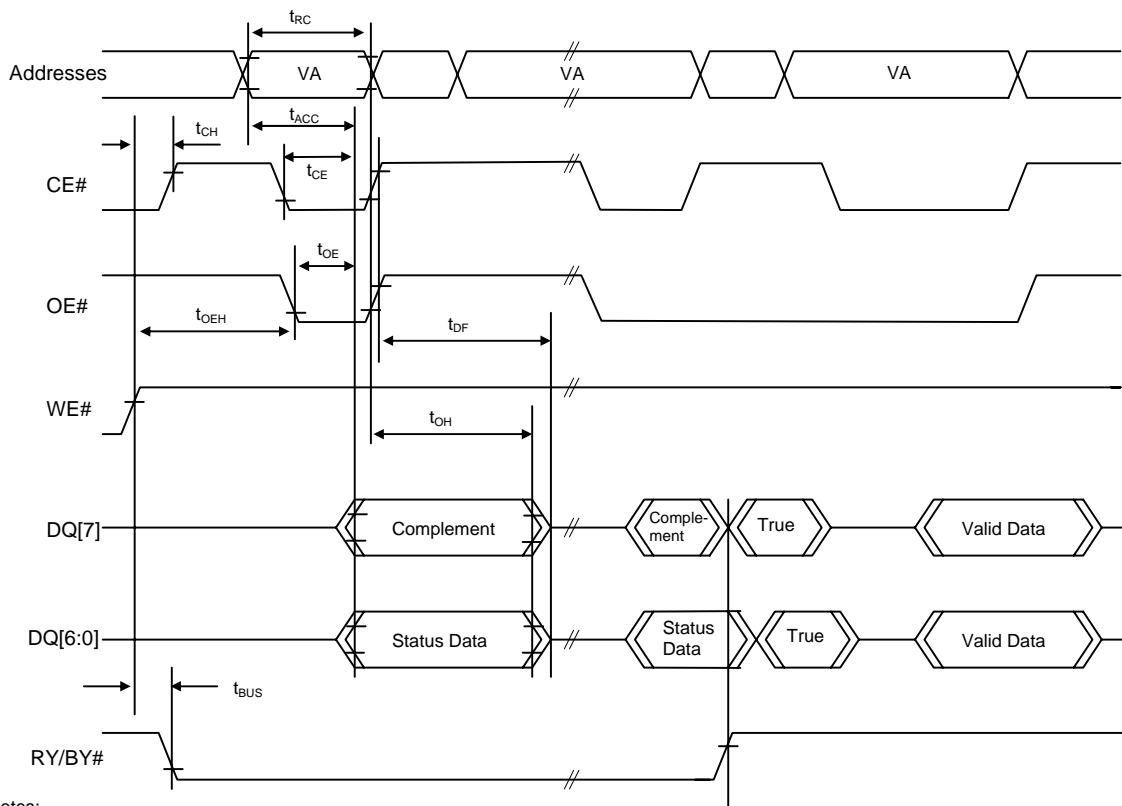 tRC
Addresses
VA
VA
VA
tACC
tCH
tCE
CE#
tOE
OE#
tOEH
tDF
WE#
tOH
DQ[7]
Complement
Comple-
ment
True
Valid Data
DQ[6:0]
Status Data
Status
Data
True
Valid Data
tBUS
RY/BY#